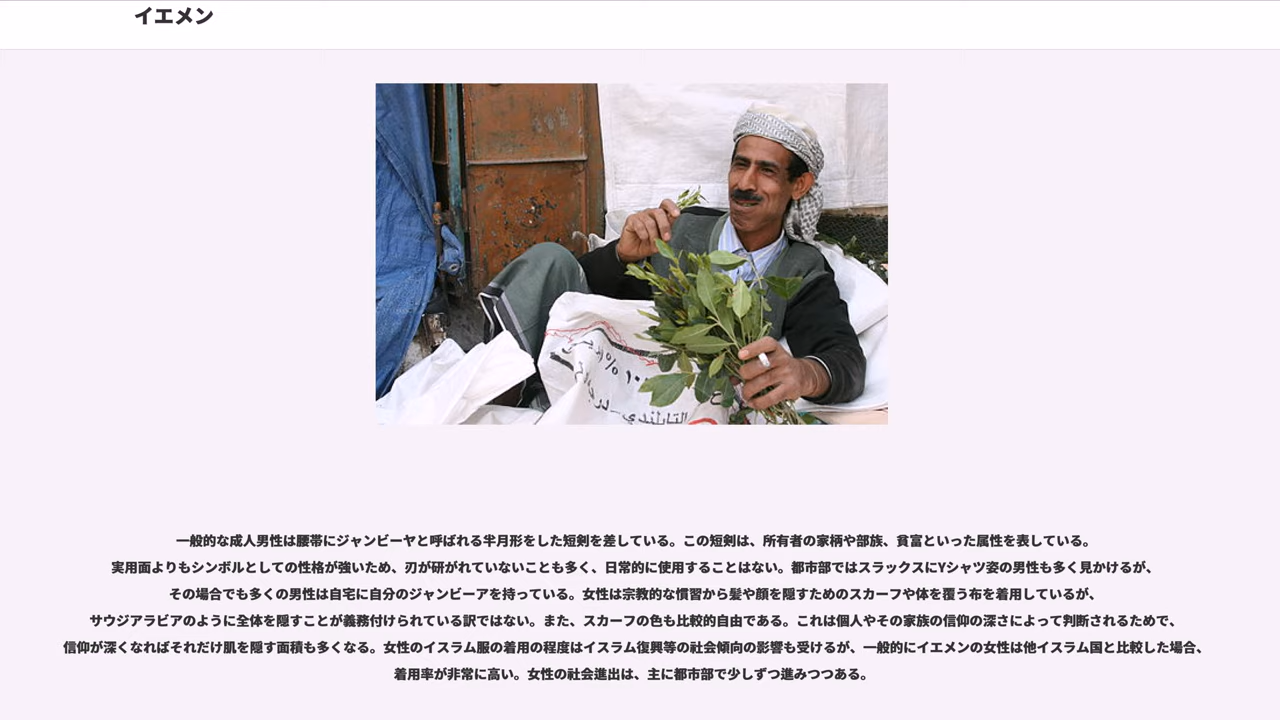 イエメン
一般的な成人男性は腰帯にジャンビーヤと呼ばれる半月形をした短剣を差している。この短剣は、所有者の家柄や部族、貧富といった属性を表している。
実用面よりもシンボルとしての性格が強いため、刃が研がれていないことも多く、日常的に使用することはない。都市部ではスラックスにYシャツ姿の男性も多く見かけるが、
その場合でも多くの男性は自宅に自分のジャンビーアを持っている。女性は宗教的な慣習から髪や顔を隠すためのスカーフや体を覆う布を着用しているが、
サウジアラビアのように全体を隠すことが義務付けられている訳ではない。また、スカーフの色も比較的自由である。これは個人やその家族の信仰の深さによって判断されるためで、
信仰が深くなればそれだけ肌を隠す面積も多くなる。女性のイスラム服の着用の程度はイスラム復興等の社会傾向の影響も受けるが、一般的にイエメンの女性は他イスラム国と比較した場合、
着用率が非常に高い。女性の社会進出は、主に都市部で少しずつ進みつつある。